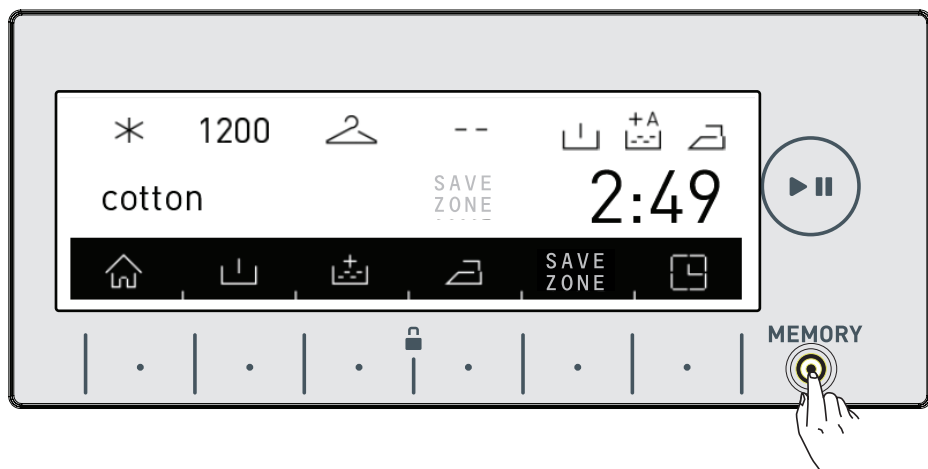 1200
--
+A
cotton
SAVE
ZONE
2:49
SAVE
ZONE
MEMORY